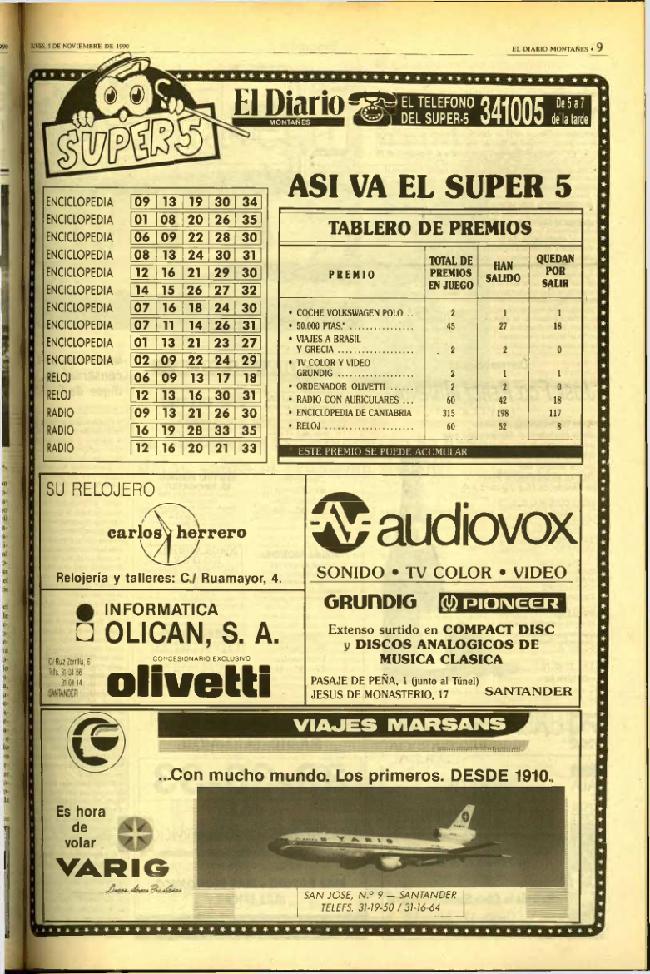 5 DE NOVIEMBRE DE 1990
EL DIARIO MONTAÑES • 9
SUPER 5
El Diario
MONTAÑES
EL TELEFONO
DEL SUPER-5
341005
De 5 a 7
de la tarde
ENCICLOPEDIA 09 13 19 30 34
ENCICLOPEDIA 01 08 20 26 35
ENCICLOPEDIA 06 09 22 28 30
ENCICLOPEDIA 08 13 24 30 31
ENCICLOPEDIA 12 16 21 29 30
ENCICLOPEDIA 14 15 26 27 32
ENCICLOPEDIA 07 16 18 24 30
ENCICLOPEDIA 07 11 14 26 31
ENCICLOPEDIA 01 13 21 23 27
ENCICLOPEDIA 02 09 22 24 29
RELOJ 06 09 13 17 18
RELOJ 12 13 16 30 31
RADIO 09 13 21 26 30
RADIO 16 19 28 33 35
RADIO 12 16 20 21 33
ASI VA EL SUPER 5
TABLERO DE PREMIOS
PREMIO
TOTAL DE
PREMIOS
EN JUEGO
HAN
SALIDO
QUEDAN
POR
SALIR
• COCHE VOLKSWAGEN POLO .. 2 1 1
• 50.000 PTAS.* ................ 45 27 18
• VIAJES A BRASIL
Y GRECIA .................. 2 2 0
• TV COLOR Y VIDEO
GRUNDIG ................... 2 1 1
• ORDENADOR OLIVETTI ...... 2 2 0
• RADIO CON AURICULARES ... 60 42 18
• ENCICLOPEDIA DE CANTABRIA 315 198 117
• RELOJ ..................... 60 52 8
* ESTE PREMIO SE PUEDE ACUMULAR
SU RELOJERO
carlos herrero
Relojería y talleres: C./ Ruamayor, 4.
INFORMATICA
OLICAN, S. A.
CONCESIONARIO EXCLUSIVO
C/ Ruiz Zorrilla, 6
SANTANDER
olivetti
audiovox
SONIDO • TV COLOR • VIDEO
GRUNDIG PIONEER
Extenso surtido en COMPACT DISC
y DISCOS ANALOGICOS DE
MUSICA CLASICA
PASAJE DE PEÑA, 1 (junto al Túnel)
JESUS DE MONASTERIO, 17 SANTANDER
VIAJES MARSANS
...Con mucho mundo. Los primeros. DESDE 1910.
Es hora
de
volar
VARIG
VARIG
SAN JOSE, N.º 9 — SANTANDER
TELEFS. 31-19-50 / 31-16-64